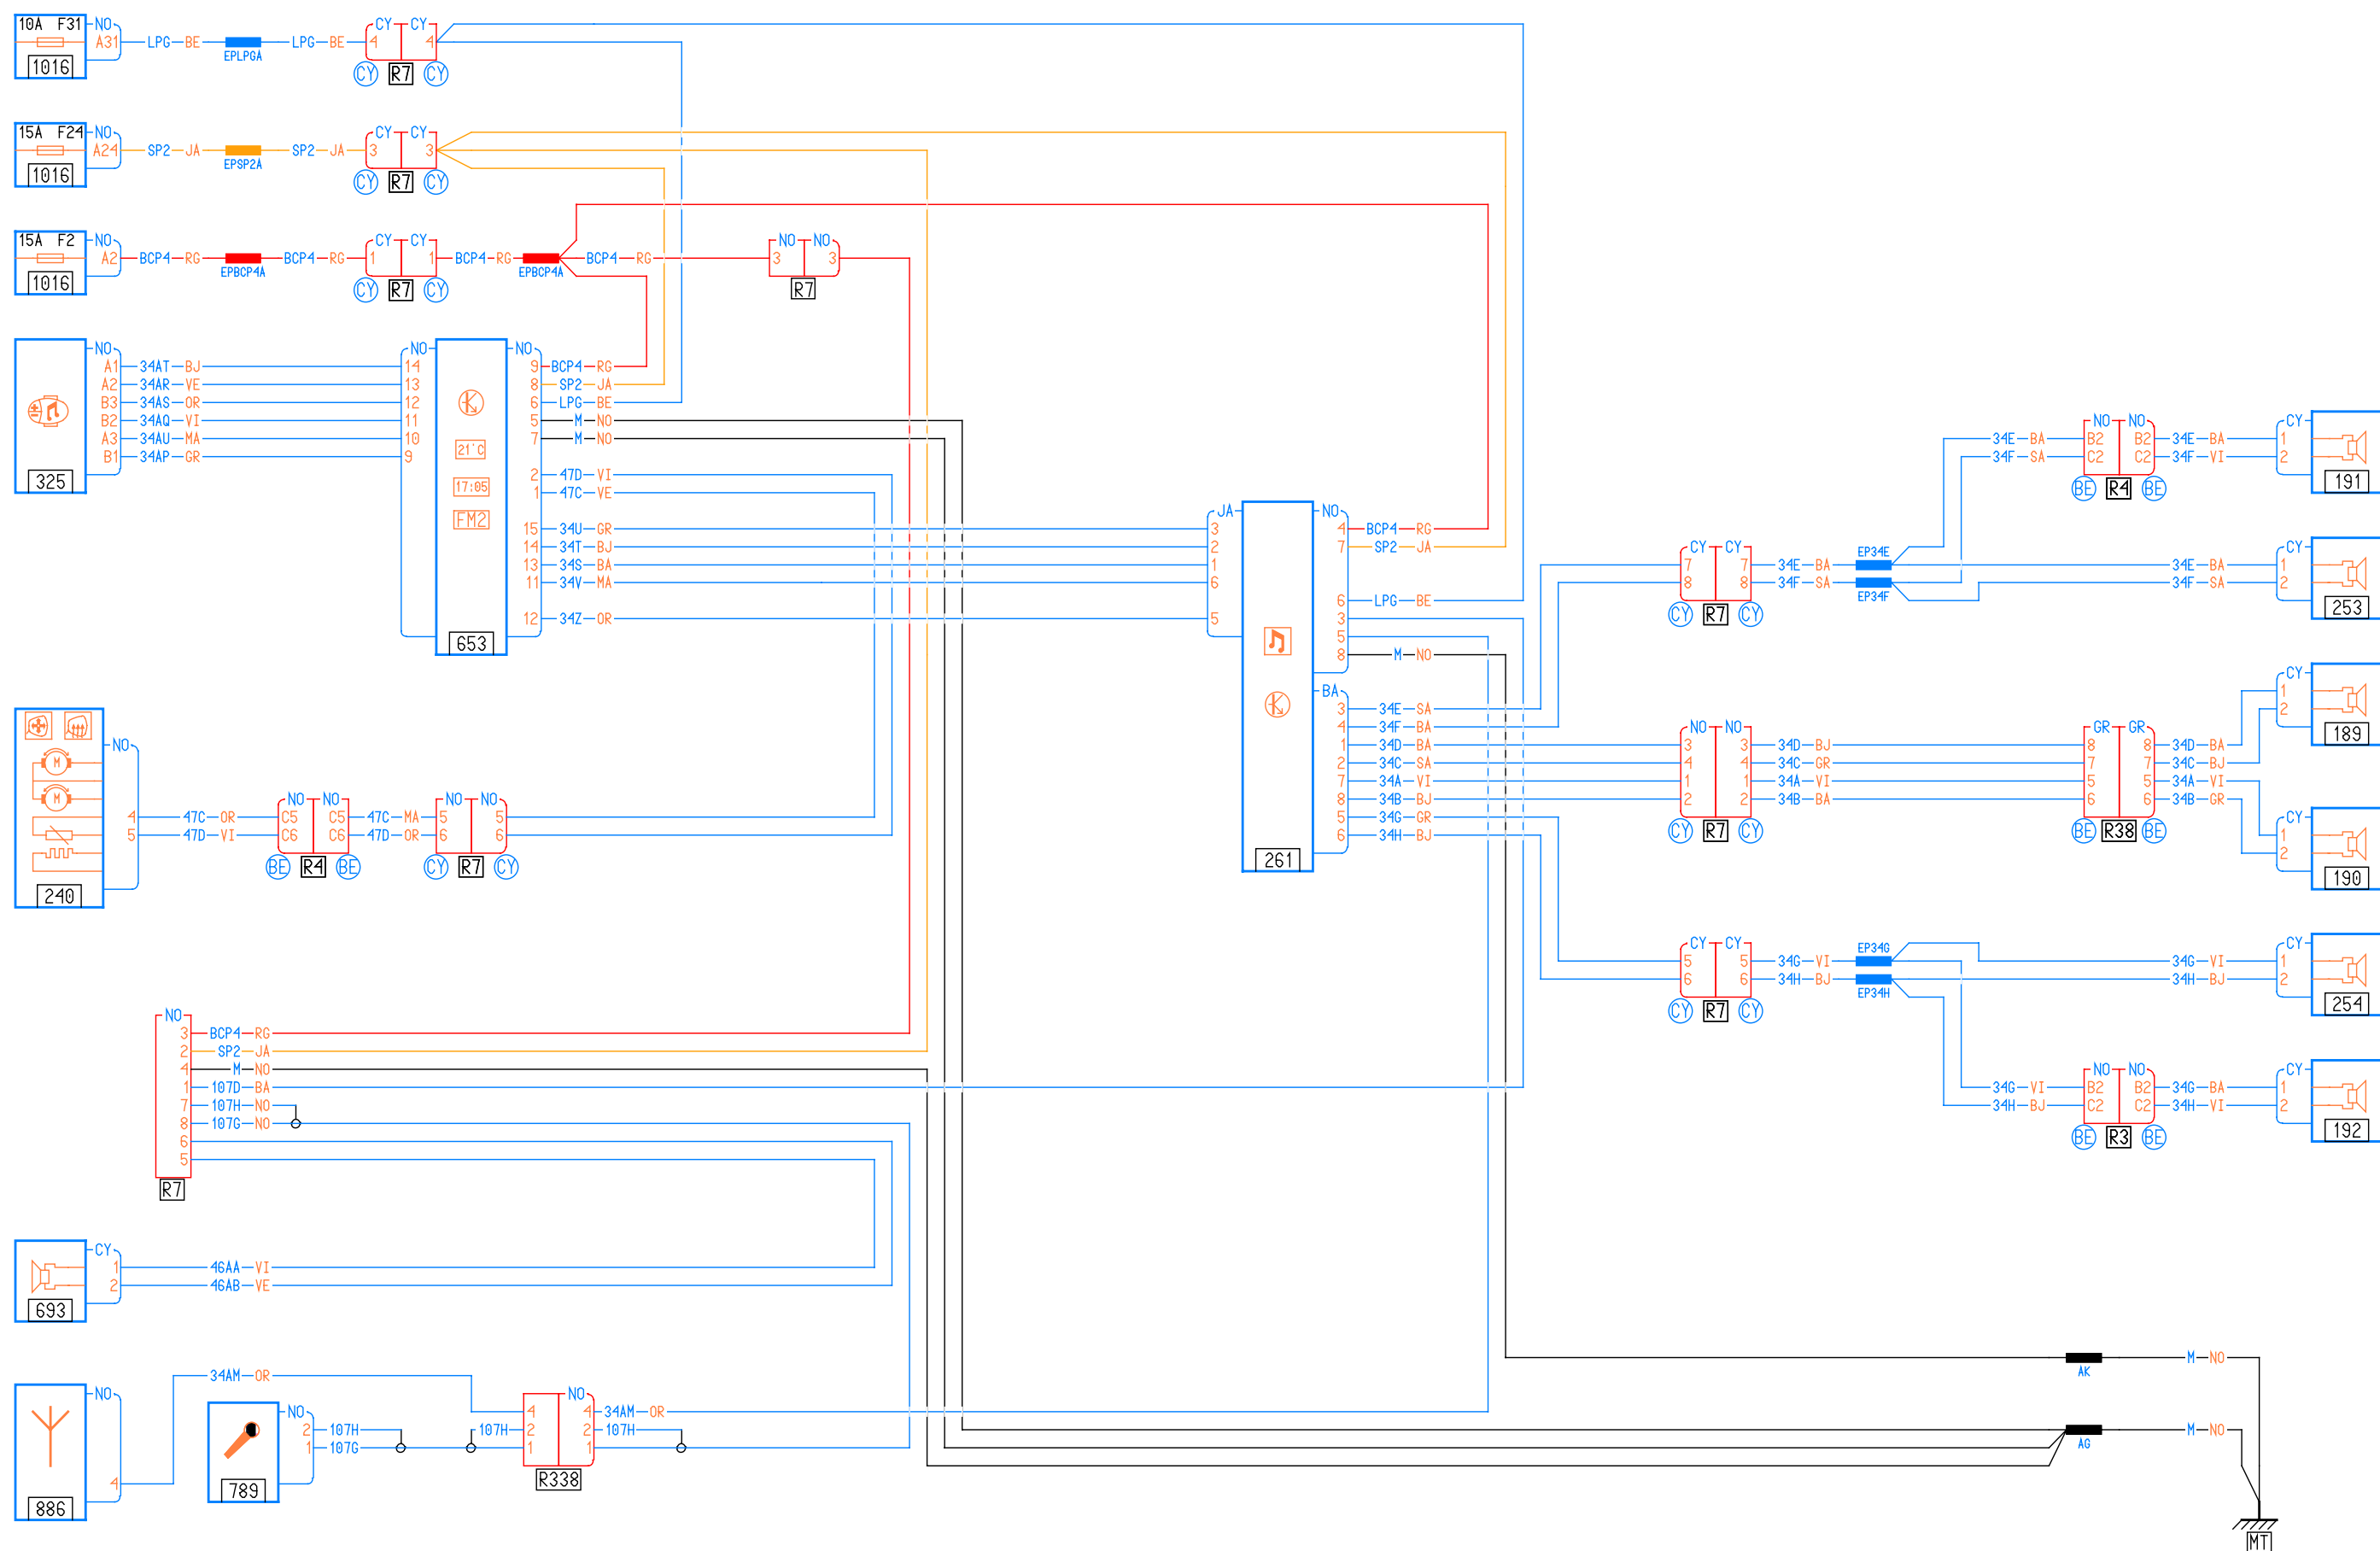 10A F31 NO CY CY
A31 LPG BE LPG BE 4 4
EPLPGA
1016 CY R7 CY
15A F24 NO CY CY
A24 SP2 JA SP2 JA 3 3
EPSP2A
1016 CY R7 CY
15A F2 NO CY CY NO NO
A2 BCP4 RG BCP4 RG 1 1 BCP4 RG BCP4 RG 3 3
EPBCP4A EPBCP4A
1016 CY R7 CY R7
NO NO NO
A1 34AT BJ 14 9 BCP4 RG
A2 34AR VE 13 8 SP2 JA
B3 34AS OR 12 6 LPG BE
B2 34AQ VI 11 5 M NO
A3 34AU MA 10 7 M NO
B1 34AP GR 9
325
21°C
2 47D VI
17:05
1 47C VE
FM2
15 34U GR
14 34T BJ
13 34S BA
11 34V MA
12 34Z OR
653
JA NO
3 4 BCP4 RG
2 7 SP2 JA
1
6
6 LPG BE
5 3
5
8 M NO
BA
3 34E SA
4 34F BA
1 34D BA
2 34C SA
7 34A VI
8 34B BJ
5 34G GR
6 34H BJ
261
NO NO CY
34E BA B2 B2 34E BA 1
34F SA C2 C2 34F VI 2
BE R4 BE 191
CY CY EP34E CY
7 7 34E BA 34E BA 1
8 8 34F SA 34F SA 2
EP34F
CY R7 CY 253
CY
1
2
189
NO NO GR GR
3 3 34D BJ 8 8 34D BA
4 4 34C GR 7 7 34C BJ
1 1 34A VI 5 5 34A VI
2 2 34B BA 6 6 34B GR
CY R7 CY BE R38 BE
CY
1
2
190
M
M
NO
4 47C OR C5 C5 47C MA 5 5
5 47D VI C6 C6 47D OR 6 6
NO NO NO NO
BE R4 BE CY R7 CY
240
CY CY EP34G CY
5 5 34G VI 34G VI 1
6 6 34H BJ 34H BJ 2
EP34H
CY R7 CY 254
NO NO CY
34G VI B2 B2 34G BA 1
34H BJ C2 C2 34H VI 2
BE R3 BE 192
NO
3 BCP4 RG
2 SP2 JA
4 M NO
1 107D BA
7 107H NO
8 107G NO
6
5
R7
CY
1 46AA VI
2 46AB VE
693
34AM OR
NO
4
886
NO
2 107H
1 107G
789
NO
4 4 34AM OR
107H 2 2 107H
1 1
R338
M NO
AK
M NO
AG
MT